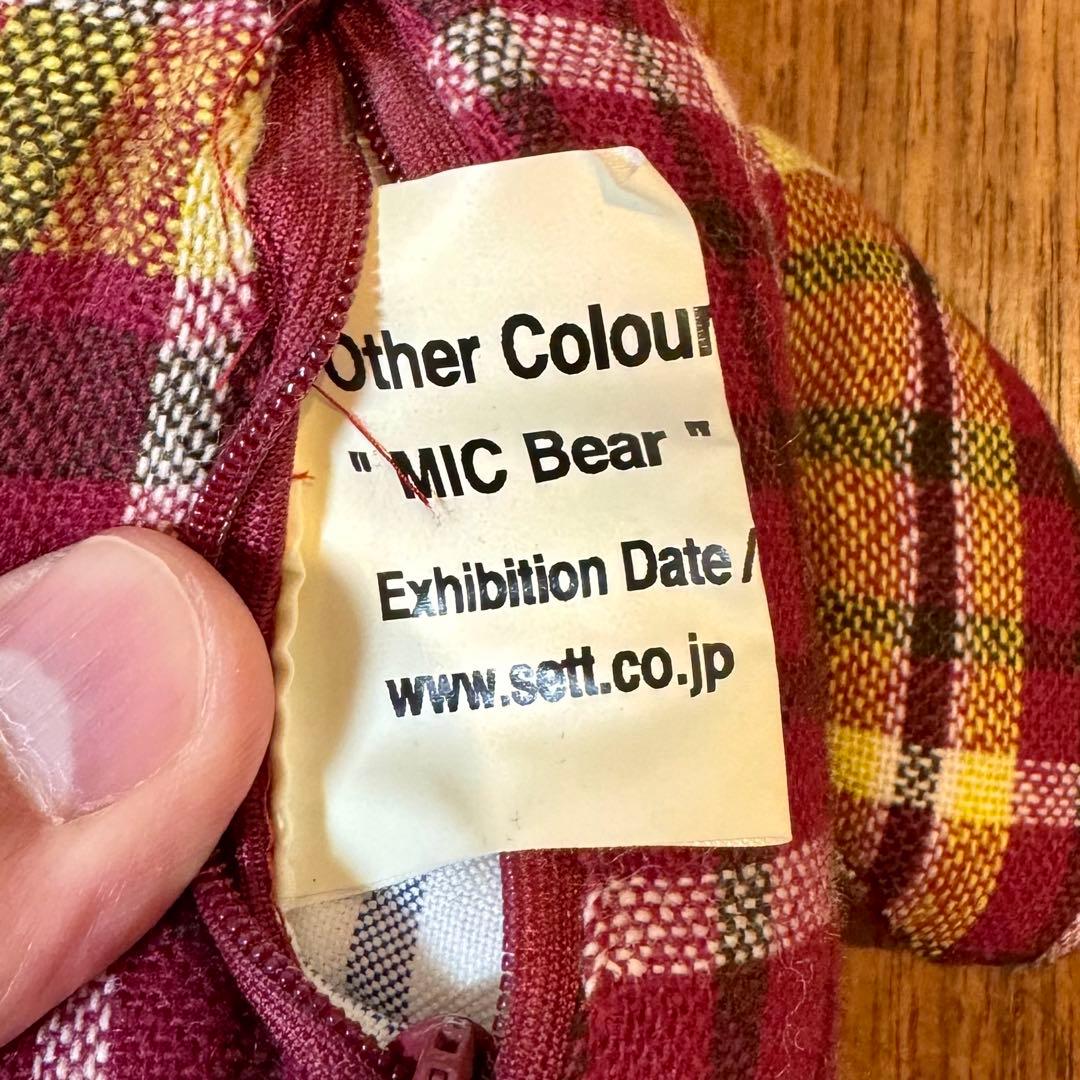 Other Colour
" MIC Bear "
Exhibition Date /
www.sett.co.jp